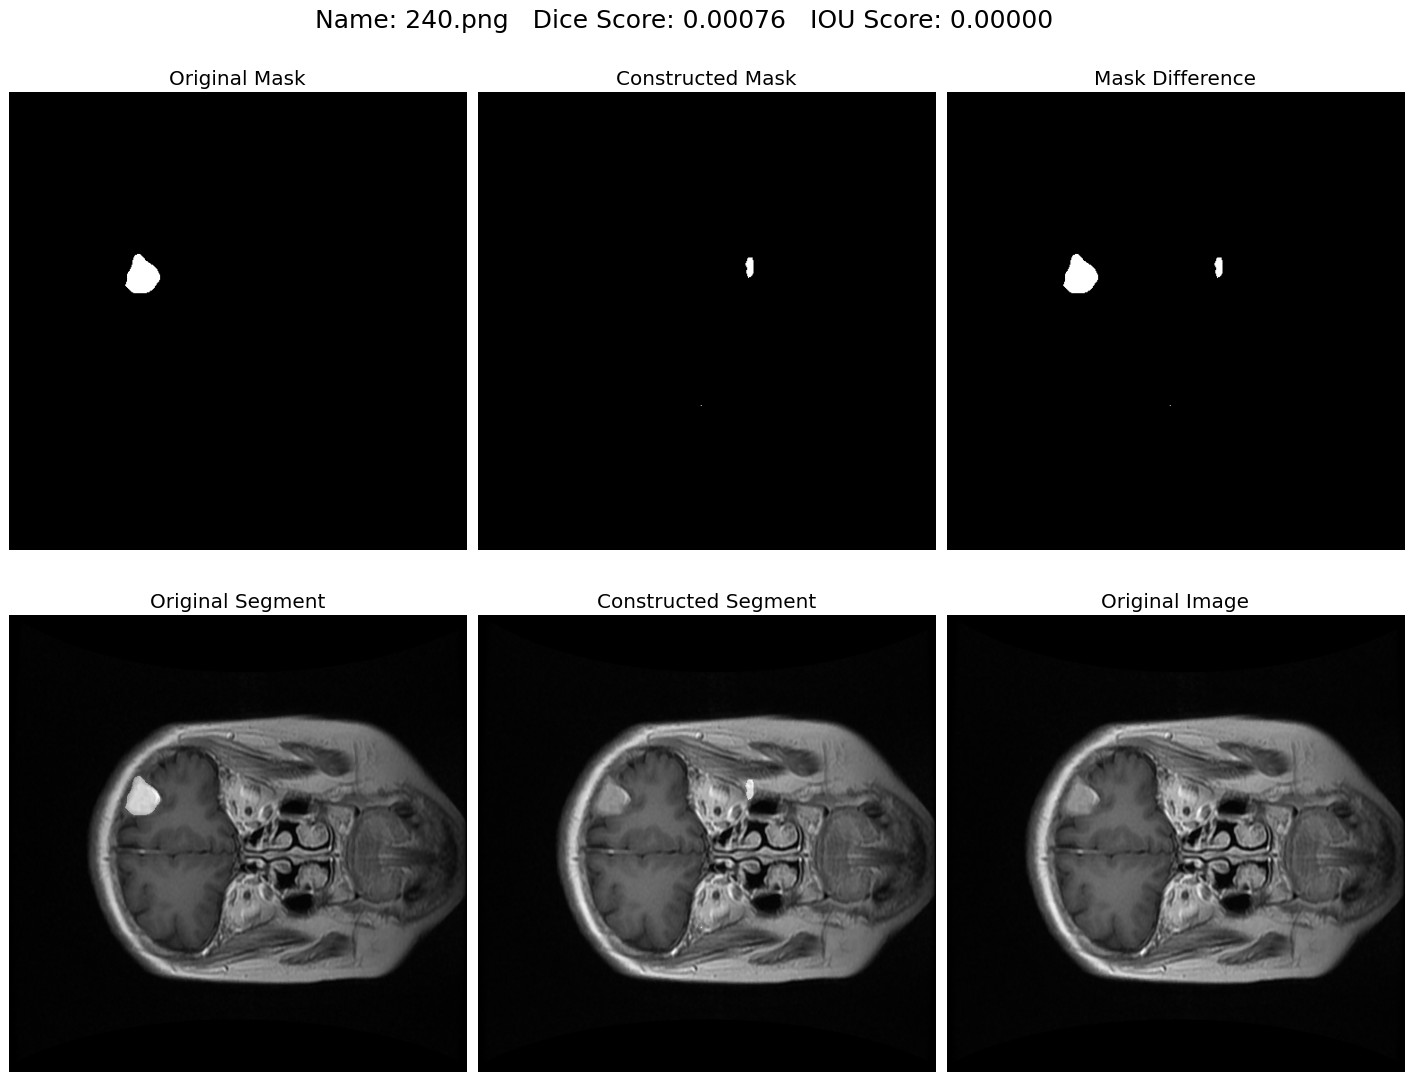 Name: 240.png   Dice Score: 0.00076   IOU Score: 0.00000
Original Mask
Constructed Mask
Mask Difference
Original Segment
Constructed Segment
Original Image